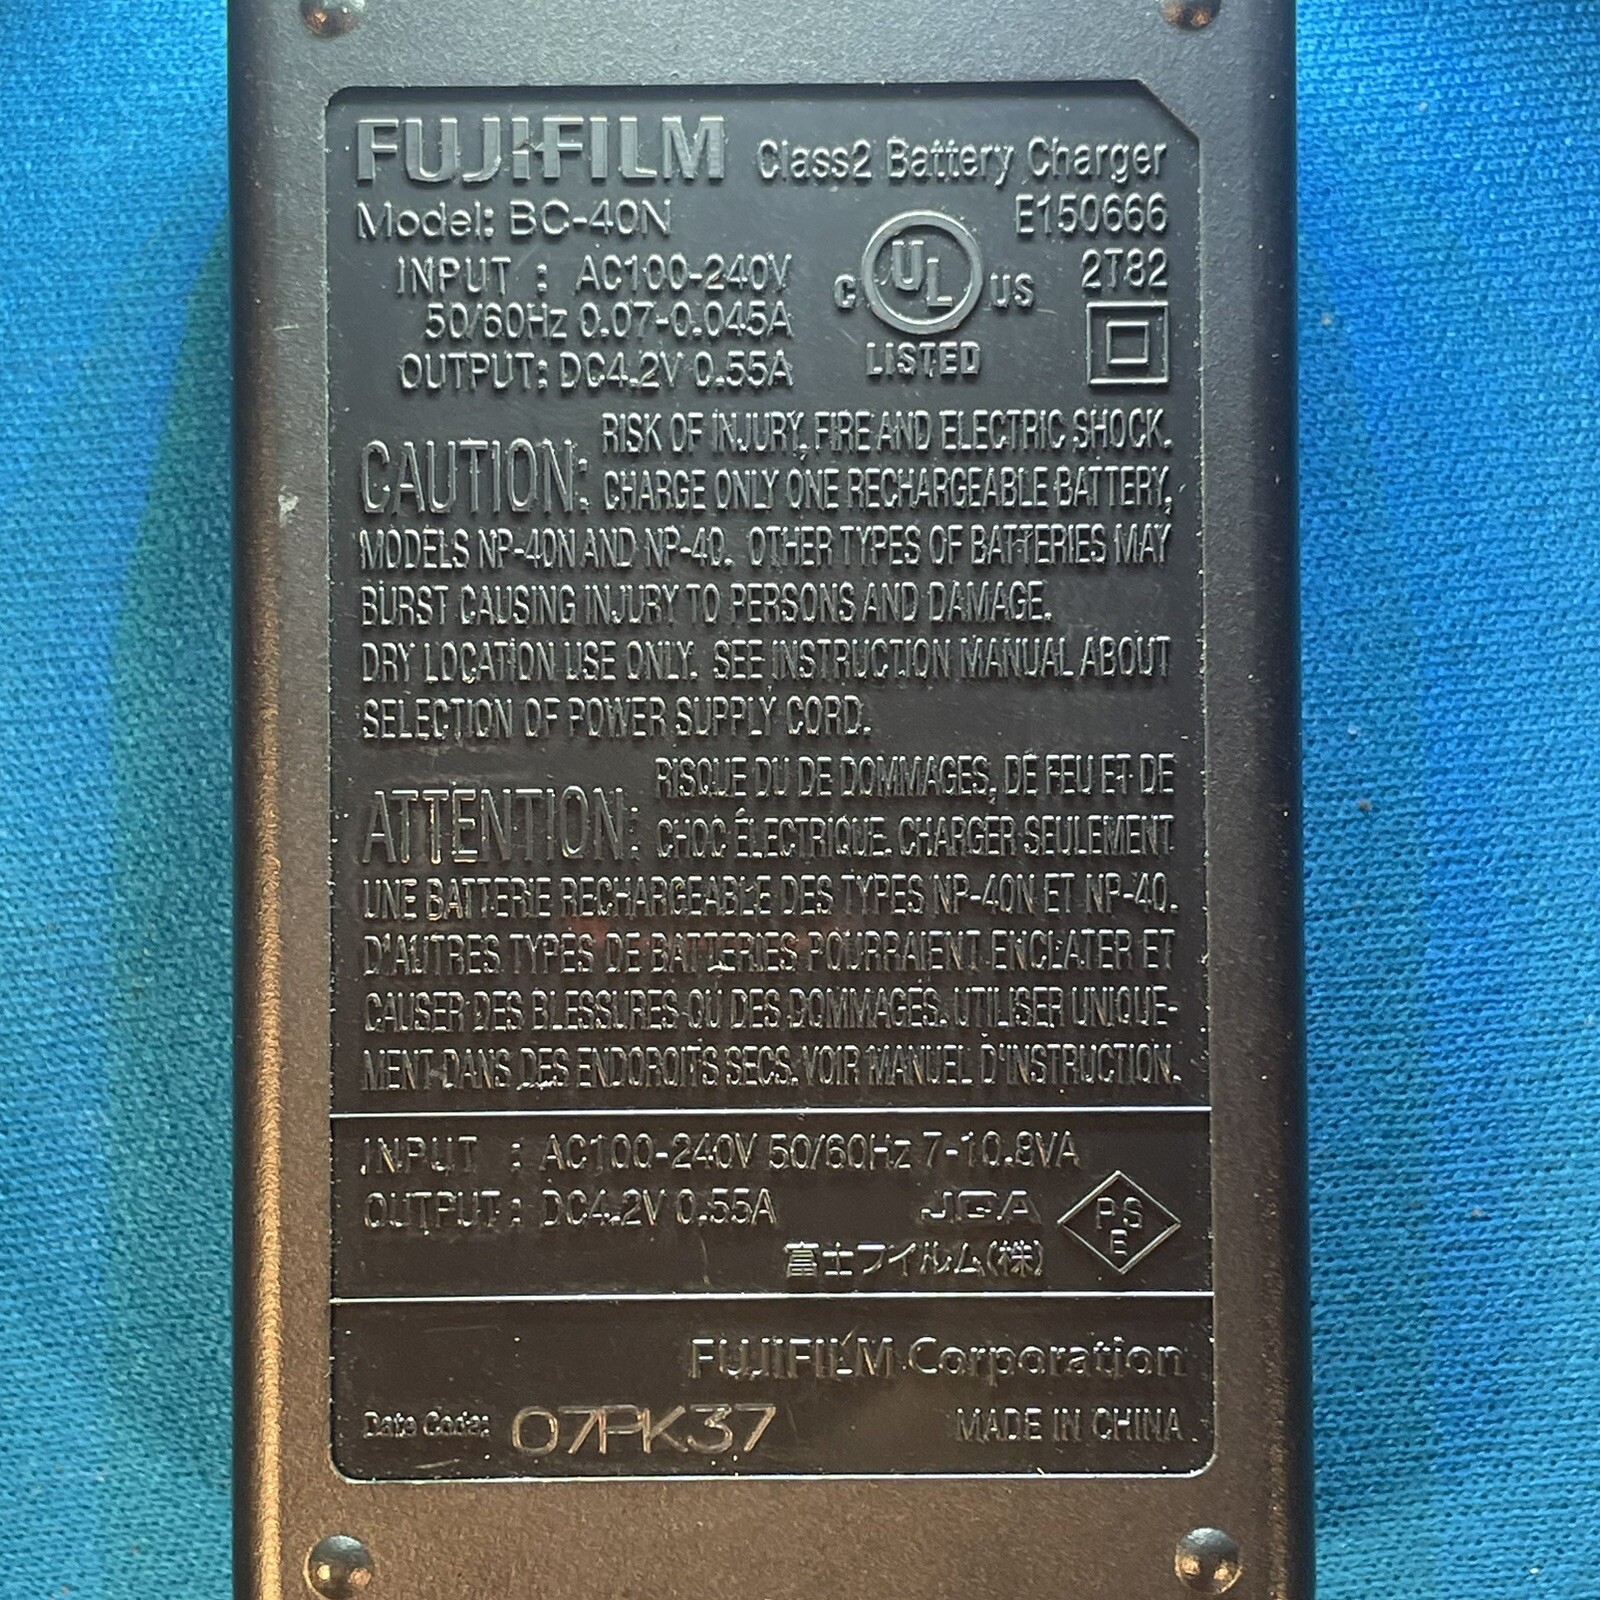 FUJIFILM Class2 Battery Charger
Model: BC-40N E150666
INPUT : AC100-240V 2T82
50/60Hz 0.07-0.045A C UL US
OUTPUT: DC4.2V 0.55A LISTED
CAUTION: RISK OF INJURY, FIRE AND ELECTRIC SHOCK.
CHARGE ONLY ONE RECHARGEABLE BATTERY,
MODELS NP-40N AND NP-40. OTHER TYPES OF BATTERIES MAY
BURST CAUSING INJURY TO PERSONS AND DAMAGE.
DRY LOCATION USE ONLY. SEE INSTRUCTION MANUAL ABOUT
SELECTION OF POWER SUPPLY CORD.
ATTENTION: RISQUE DU DE DOMMAGES, DE FEU ET DE
CHOC ÉLECTRIQUE. CHARGER SEULEMENT
UNE BATTERIE RECHARGEABLE DES TYPES NP-40N ET NP-40.
D'AUTRES TYPES DE BATTERIES POURRAIENT ENCLATER ET
CAUSER DES BLESSURES OU DES DOMMAGES. UTILISER UNIQUE-
MENT DANS DES ENDOROITS SECS. VOIR MANUEL D'INSTRUCTION.
INPUT : AC100-240V 50/60Hz 7-10.8VA
OUTPUT: DC4.2V 0.55A PS
E
富士フイルム(株)
FUJIFILM Corporation
Date Code: 07PK37 MADE IN CHINA